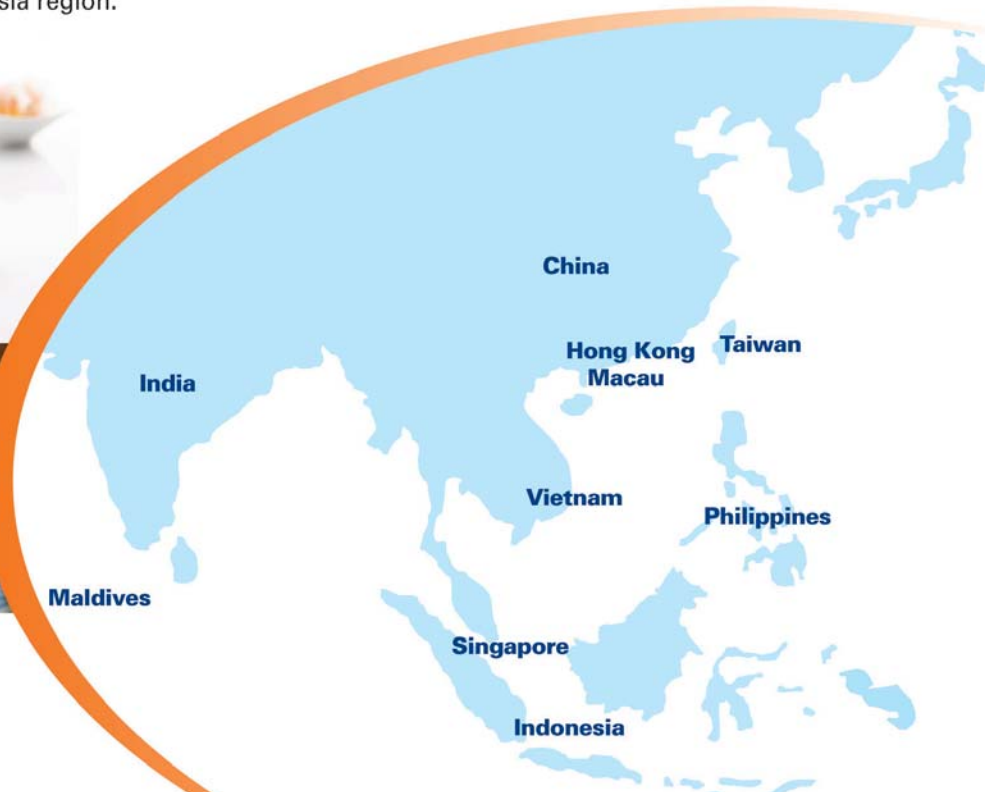 sia region.
China
Hong Kong
Macau
Taiwan
India
Vietnam
Philippines
Maldives
Singapore
Indonesia